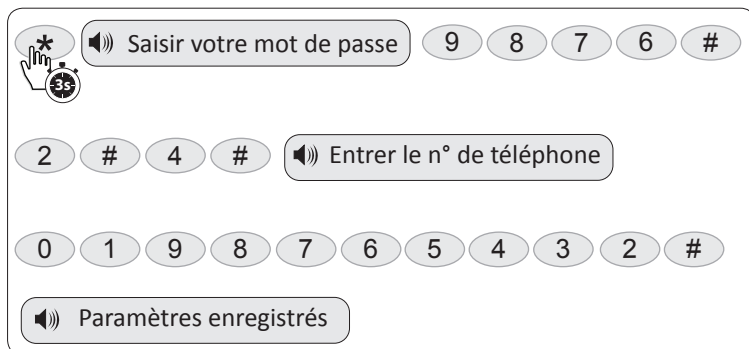 * Saisir votre mot de passe 9 8 7 6 #
3s
2 # 4 # Entrer le n° de téléphone
0 1 9 8 7 6 5 4 3 2 #
Paramètres enregistrés